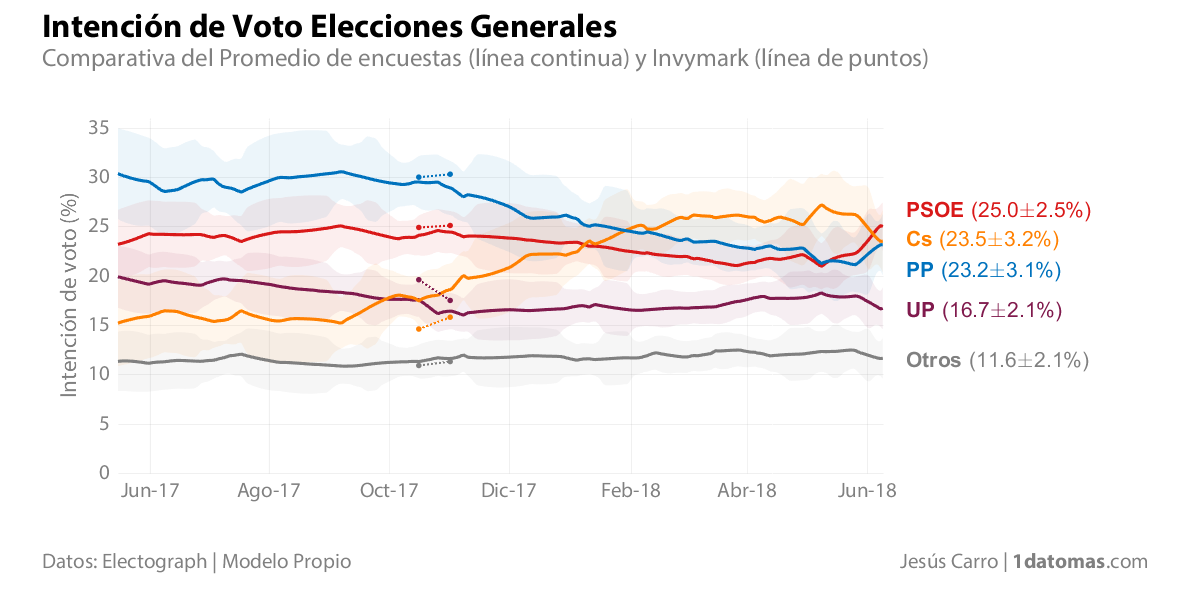 Intención de Voto Elecciones Generales
Comparativa del Promedio de encuestas (línea continua) y Invymark (línea de puntos)
Intención de voto (%)
35
30
25
20
15
10
5
0
Jun-17 Ago-17 Oct-17 Dic-17 Feb-18 Abr-18 Jun-18
PSOE (25.0±2.5%)
Cs (23.5±3.2%)
PP (23.2±3.1%)
UP (16.7±2.1%)
Otros (11.6±2.1%)
Datos: Electograph | Modelo Propio
Jesús Carro | 1datomas.com